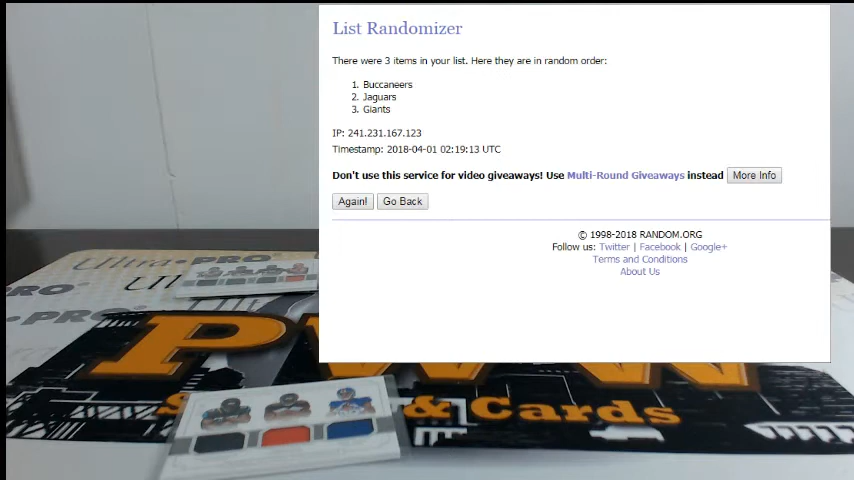 List Randomizer
There were 3 items in your list. Here they are in random order:
1. Buccaneers
2. Jaguars
3. Giants
IP: 241.231.167.123
Timestamp: 2018-04-01 02:19:13 UTC
Don't use this service for video giveaways! Use Multi-Round Giveaways instead More Info
Again! Go Back
© 1998-2018 RANDOM.ORG
Follow us: Twitter | Facebook | Google+
Terms and Conditions
About Us
Ultra·PRO
PRO
PRO
P W
& Cards